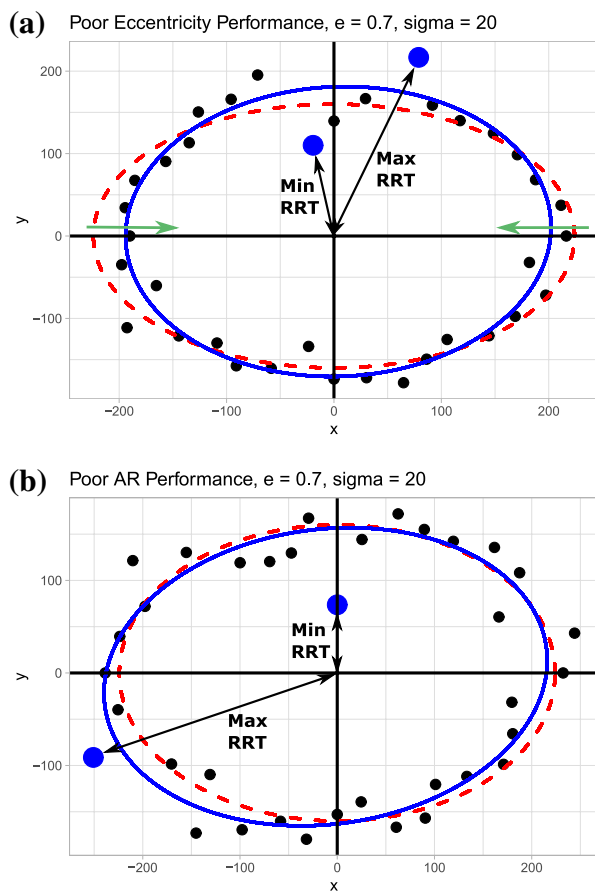 (a) Poor Eccentricity Performance, e = 0.7, sigma = 20
200
100
0
−100
y
Min
RRT
Max
RRT
−200
−100
0
100
200
x
(b) Poor AR Performance, e = 0.7, sigma = 20
100
0
−100
y
Min
RRT
Max
RRT
−200
−100
0
100
200
x